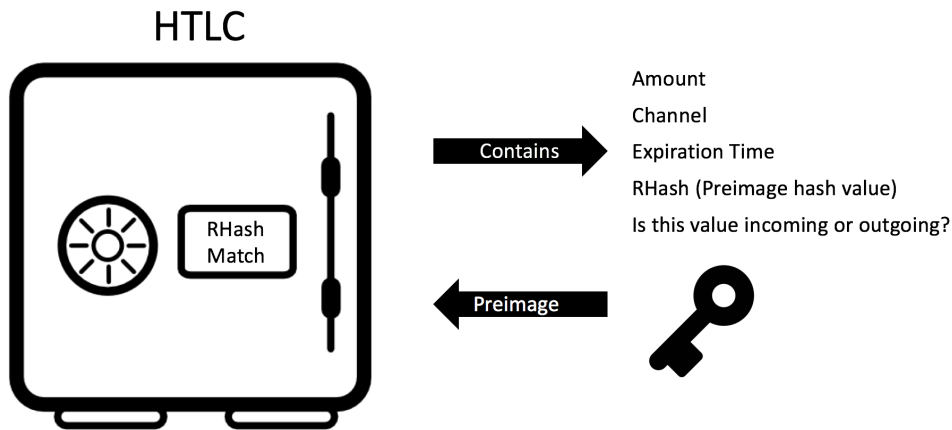 HTLC
RHash
Match
Contains
Amount
Channel
Expiration Time
RHash (Preimage hash value)
Is this value incoming or outgoing?
Preimage